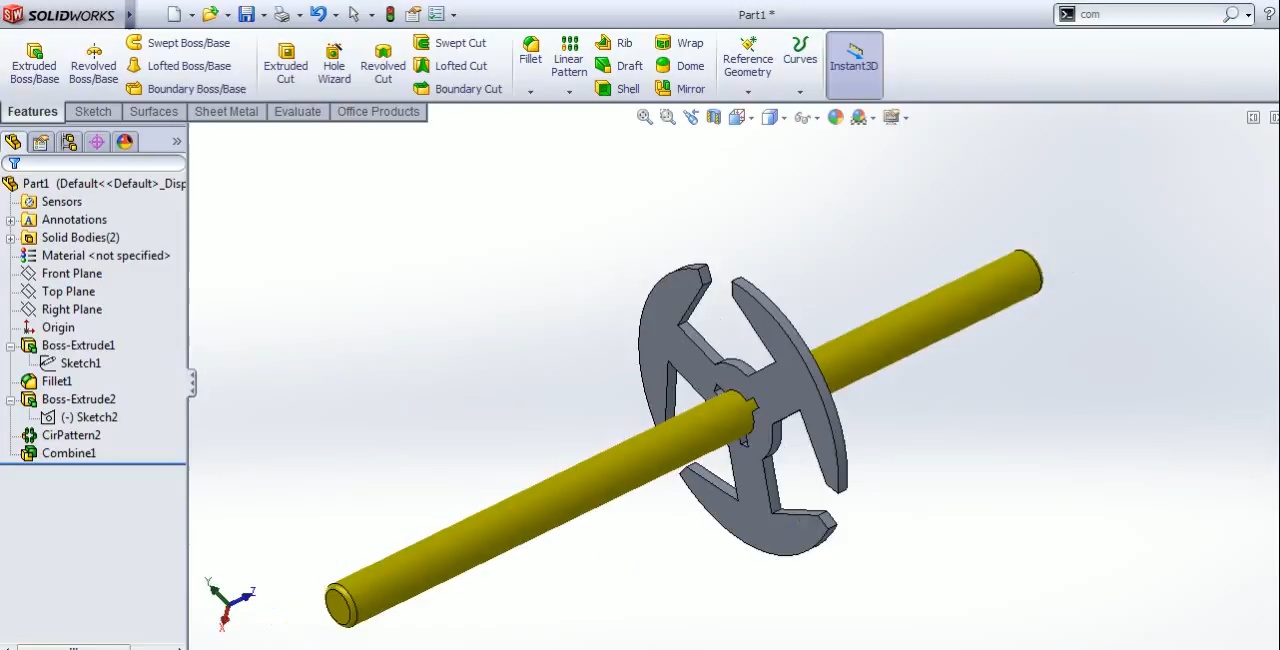 SOLIDWORKS
Part1 *
com
Extruded Boss/Base
Revolved Boss/Base
Swept Boss/Base
Lofted Boss/Base
Boundary Boss/Base
Extruded Cut
Hole Wizard
Revolved Cut
Swept Cut
Lofted Cut
Boundary Cut
Fillet
Linear Pattern
Rib
Draft
Shell
Wrap
Dome
Mirror
Reference Geometry
Curves
Instant3D
Features
Sketch
Surfaces
Sheet Metal
Evaluate
Office Products
Part1 (Default<<Default>_Disp
Sensors
Annotations
Solid Bodies(2)
Material <not specified>
Front Plane
Top Plane
Right Plane
Origin
Boss-Extrude1
Sketch1
Fillet1
Boss-Extrude2
(-) Sketch2
CirPattern2
Combine1
Y
Z
X